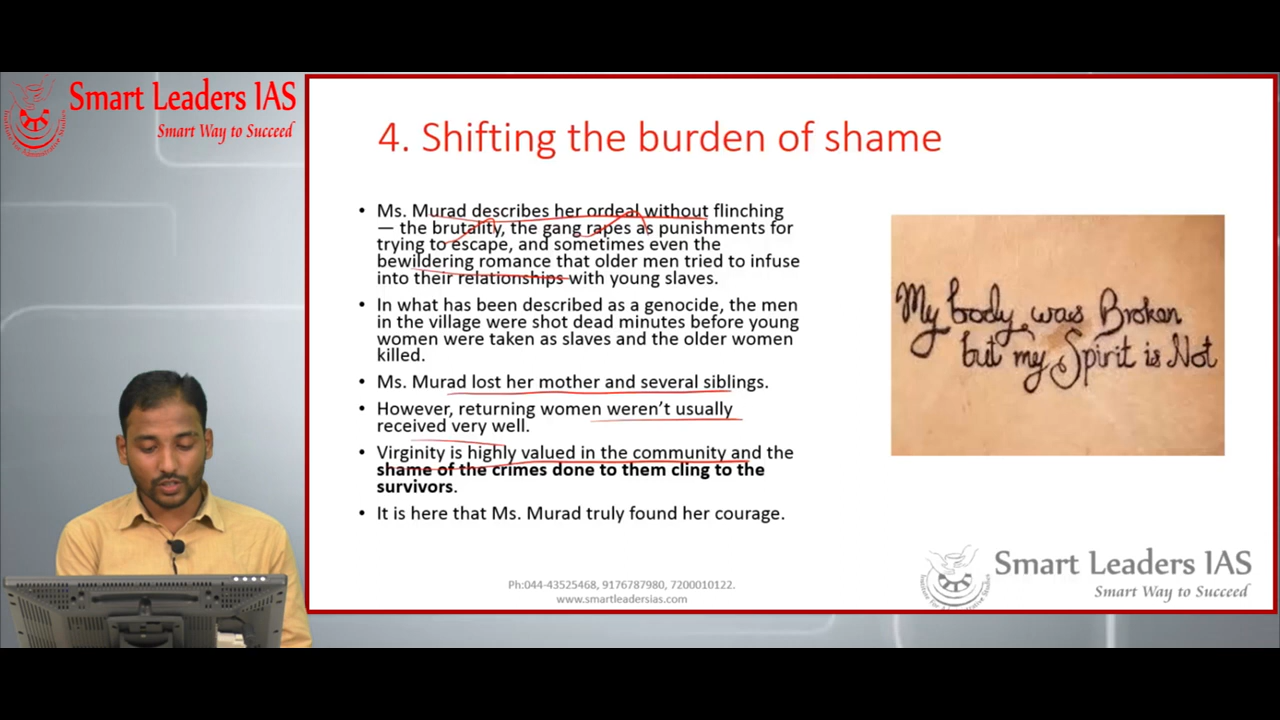 Smart Leaders IAS
Smart Way to Succeed
4. Shifting the burden of shame
• Ms. Murad describes her ordeal without flinching
— the brutality, the gang rapes as punishments for
trying to escape, and sometimes even the
bewildering romance that older men tried to infuse
into their relationships with young slaves.
• In what has been described as a genocide, the men
in the village were shot dead minutes before young
women were taken as slaves and the older women
killed.
• Ms. Murad lost her mother and several siblings.
• However, returning women weren’t usually
received very well.
• Virginity is highly valued in the community and the
shame of the crimes done to them cling to the
survivors.
• It is here that Ms. Murad truly found her courage.
My body was Broken
but my Spirit is Not
Ph:044-43525468, 9176787980, 7200010122.
www.smartleadersias.com
Smart Leaders IAS
Smart Way to Succeed